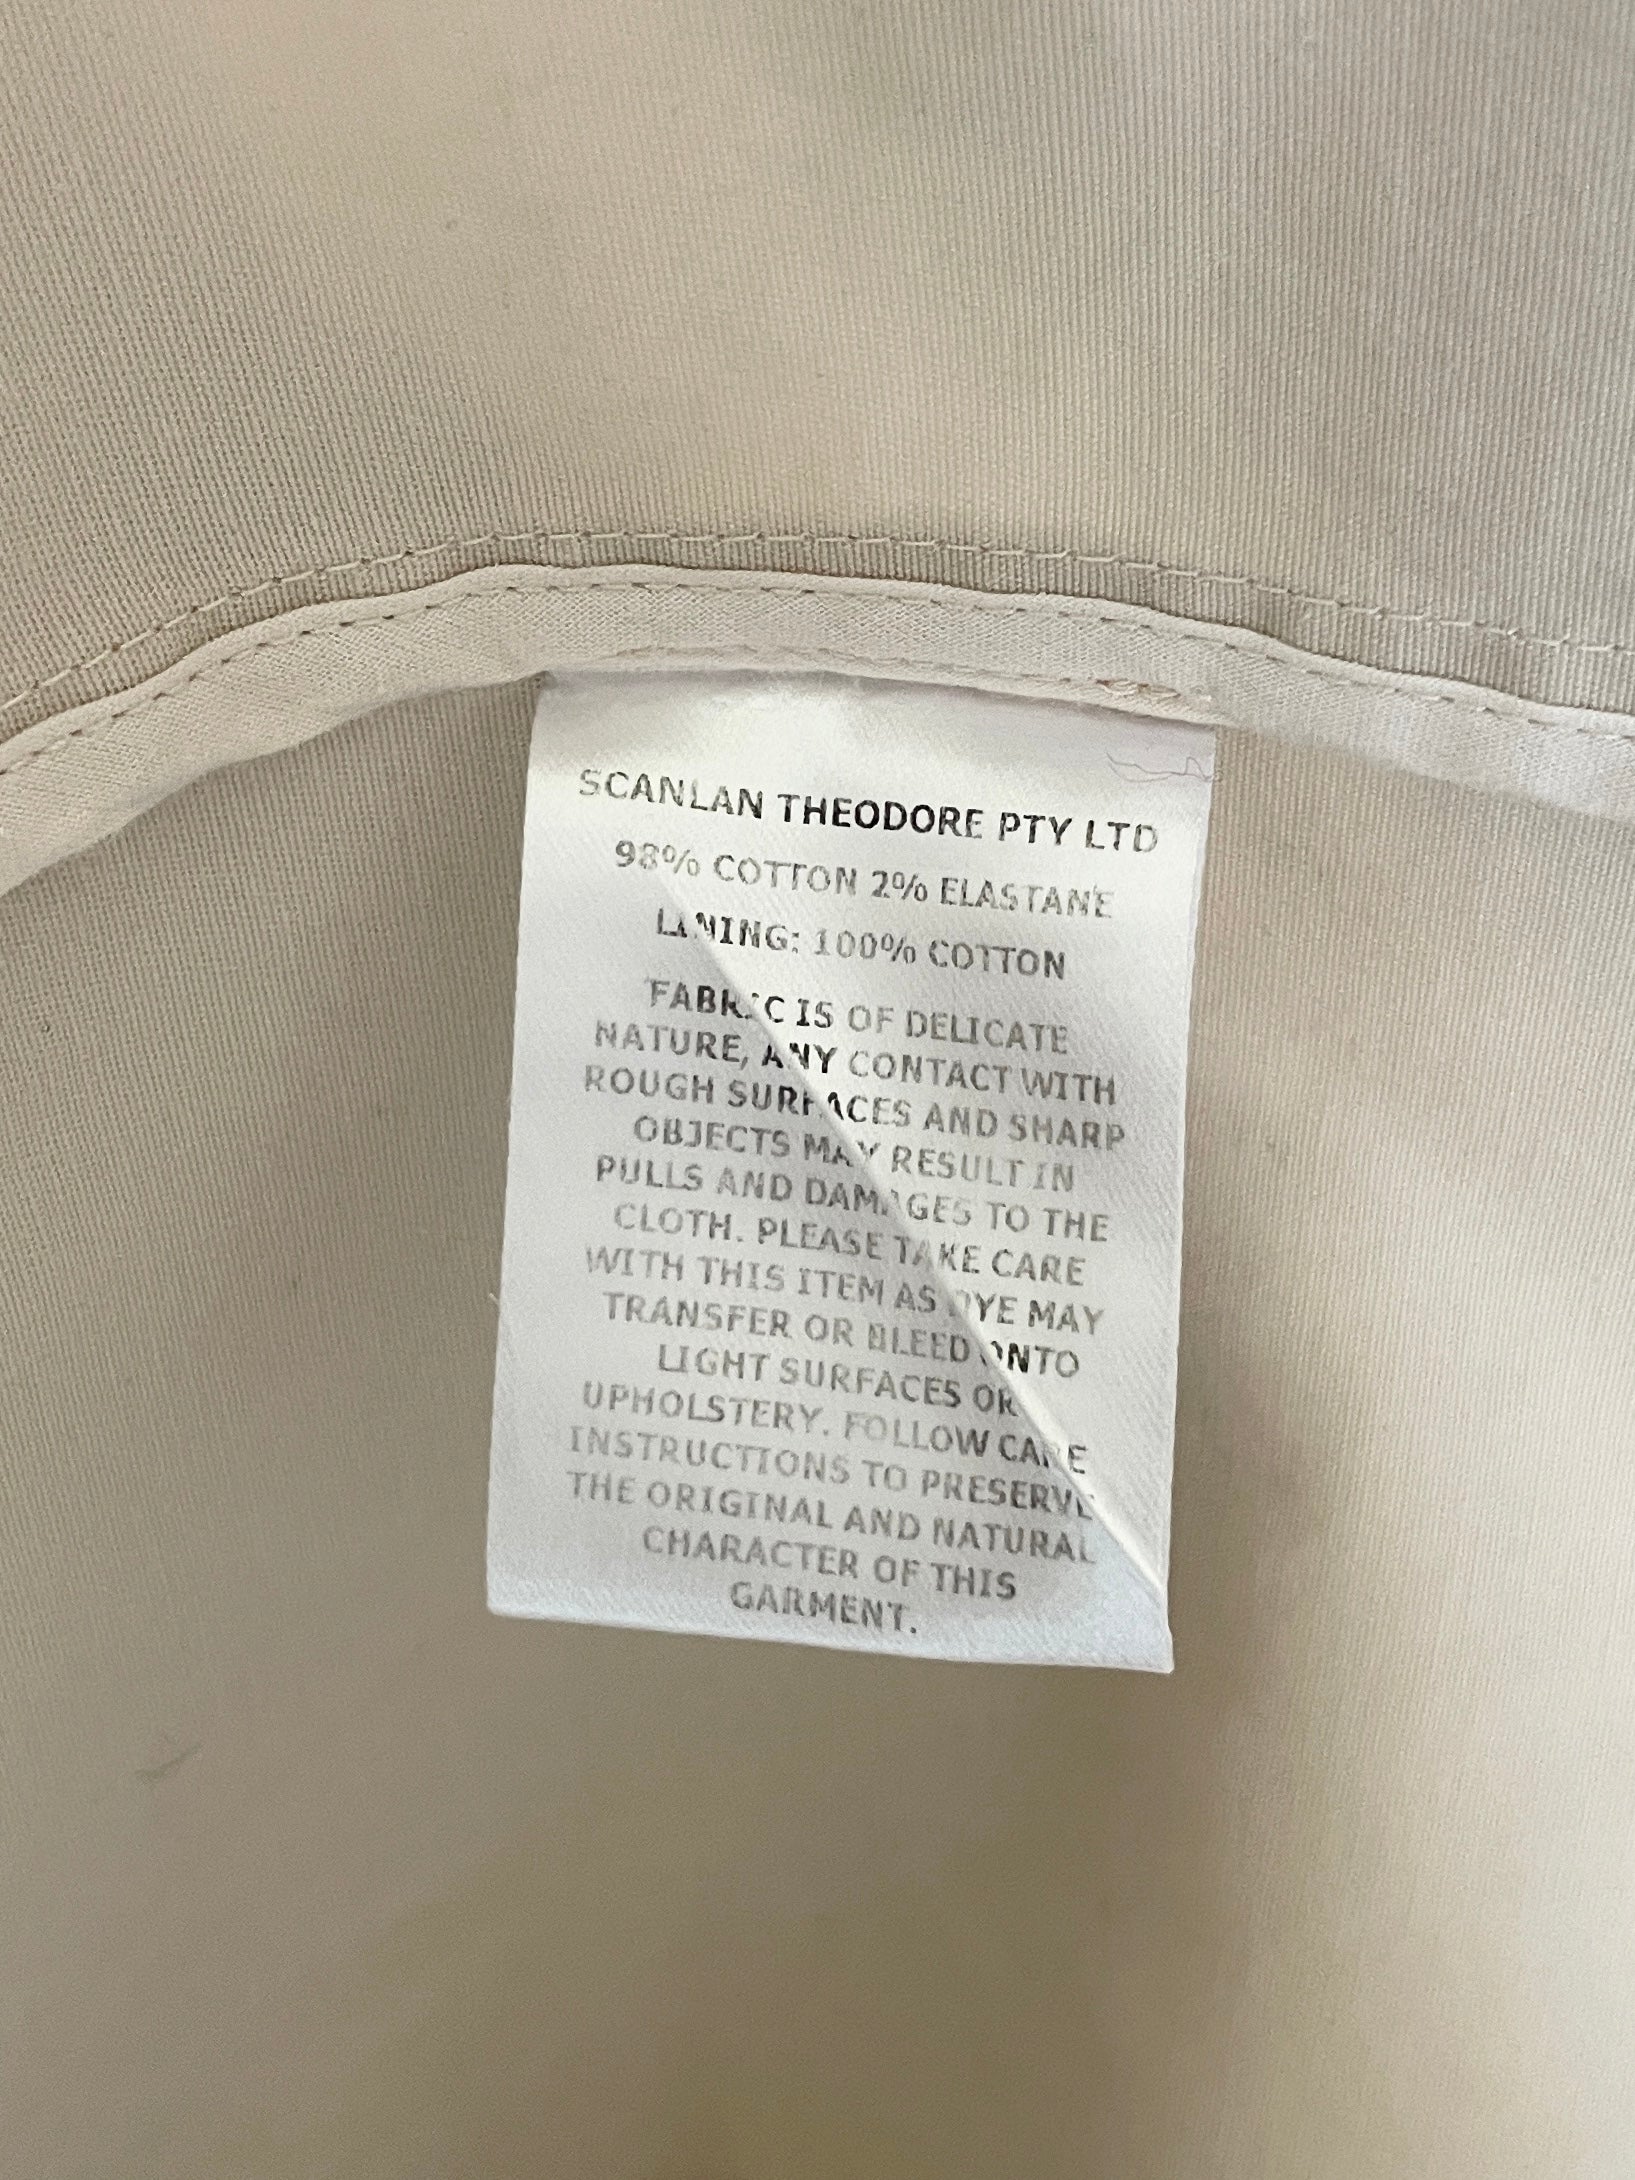 SCANLAN THEODORE PTY LTD
98% COTTON 2% ELASTANE
LINING: 100% COTTON
FABRIC IS OF DELICATE
NATURE, ANY CONTACT WITH
ROUGH SURFACES AND SHARP
OBJECTS MAY RESULT IN
PULLS AND DAMAGES TO THE
CLOTH. PLEASE TAKE CARE
WITH THIS ITEM AS DYE MAY
TRANSFER OR BLEED ONTO
LIGHT SURFACES OR
UPHOLSTERY. FOLLOW CARE
INSTRUCTIONS TO PRESERVE
THE ORIGINAL AND NATURAL
CHARACTER OF THIS
GARMENT.